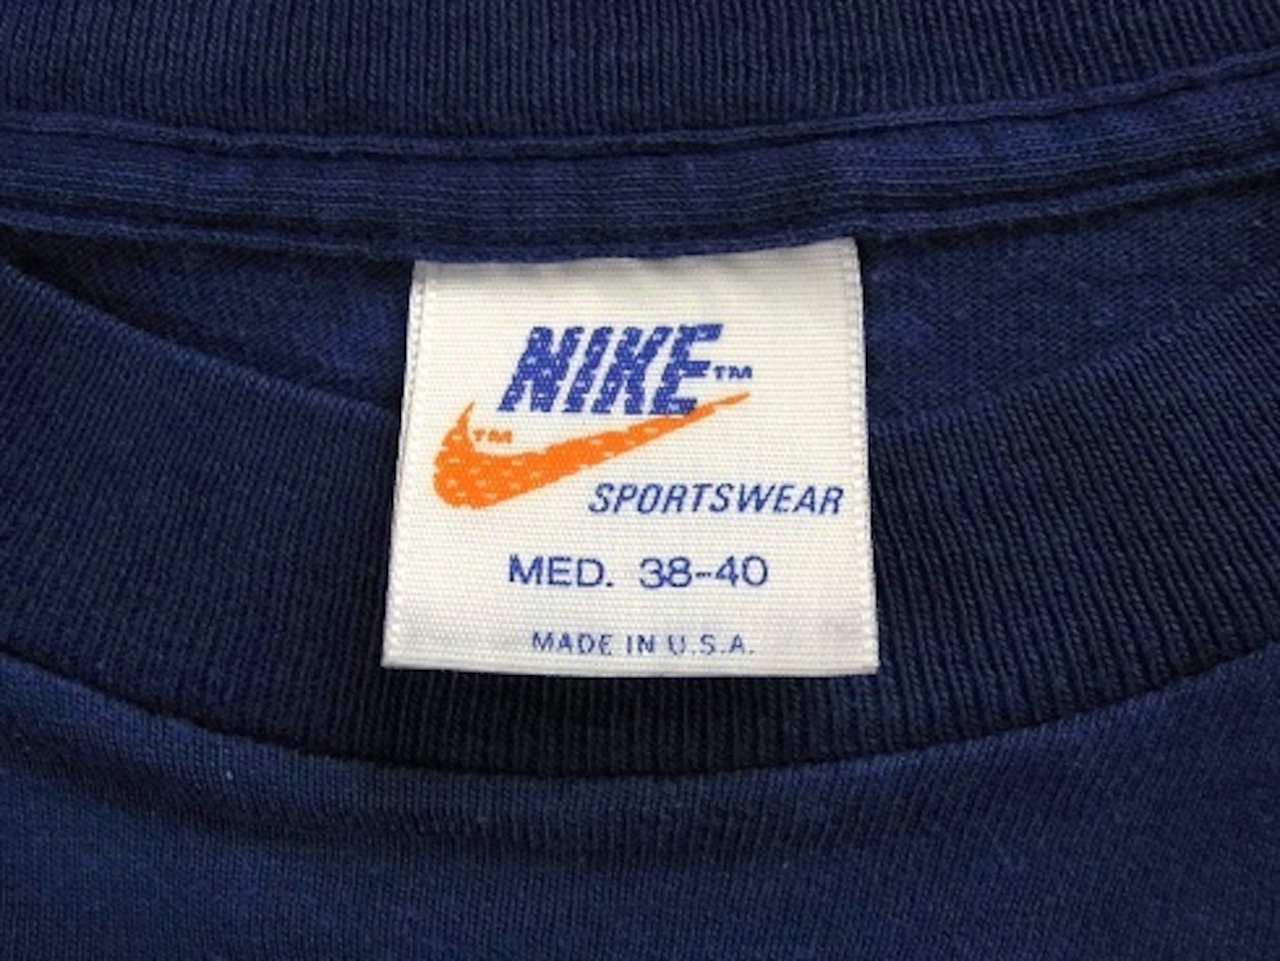 NIKE™
™
SPORTSWEAR
MED. 38-40
MADE IN U.S.A.